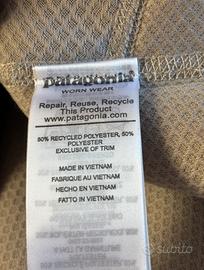 patagonia
WORN WEAR
Repair, Reuse, Recycle
This Product
www.patagonia.com
50% RECYCLED POLYESTER, 50%
POLYESTER
EXCLUSIVE OF TRIM
MADE IN VIETNAM
FABRIQUE AU VIETNAM
HECHO EN VIETNAM
FATTO IN VIETNAM
subito